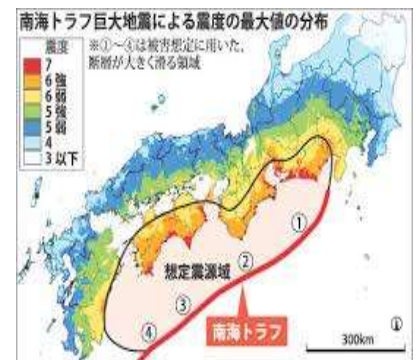 南海トラフ巨大地震による震度の最大値の分布
震度
7
6強
6弱
5強
5弱
4
3以下
※①～④は被害想定に用いた、
断層が大きく滑る領域
①
②
想定震源域
③
④
南海トラフ
300km